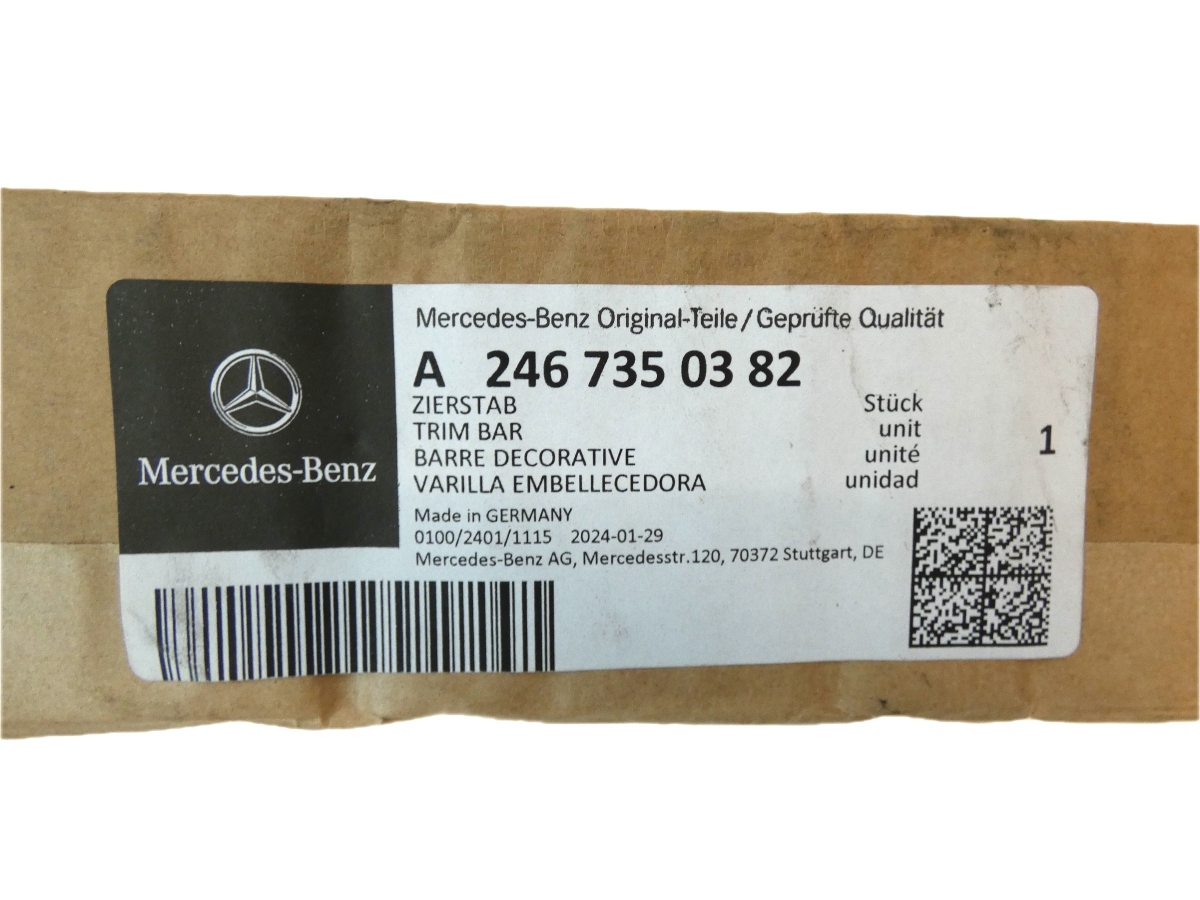 Mercedes-Benz
Mercedes-Benz Original-Teile / Geprüfte Qualität
A 246 735 03 82
ZIERSTAB Stück
TRIM BAR unit
BARRE DECORATIVE unité
VARILLA EMBELLECEDORA unidad
1
Made in GERMANY
0100/2401/1115 2024-01-29
Mercedes-Benz AG, Mercedesstr.120, 70372 Stuttgart, DE